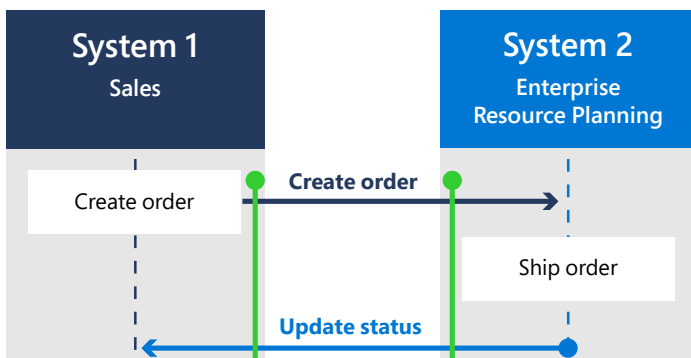 System 1
Sales
System 2
Enterprise
Resource Planning
Create order
Create order
Ship order
Update status